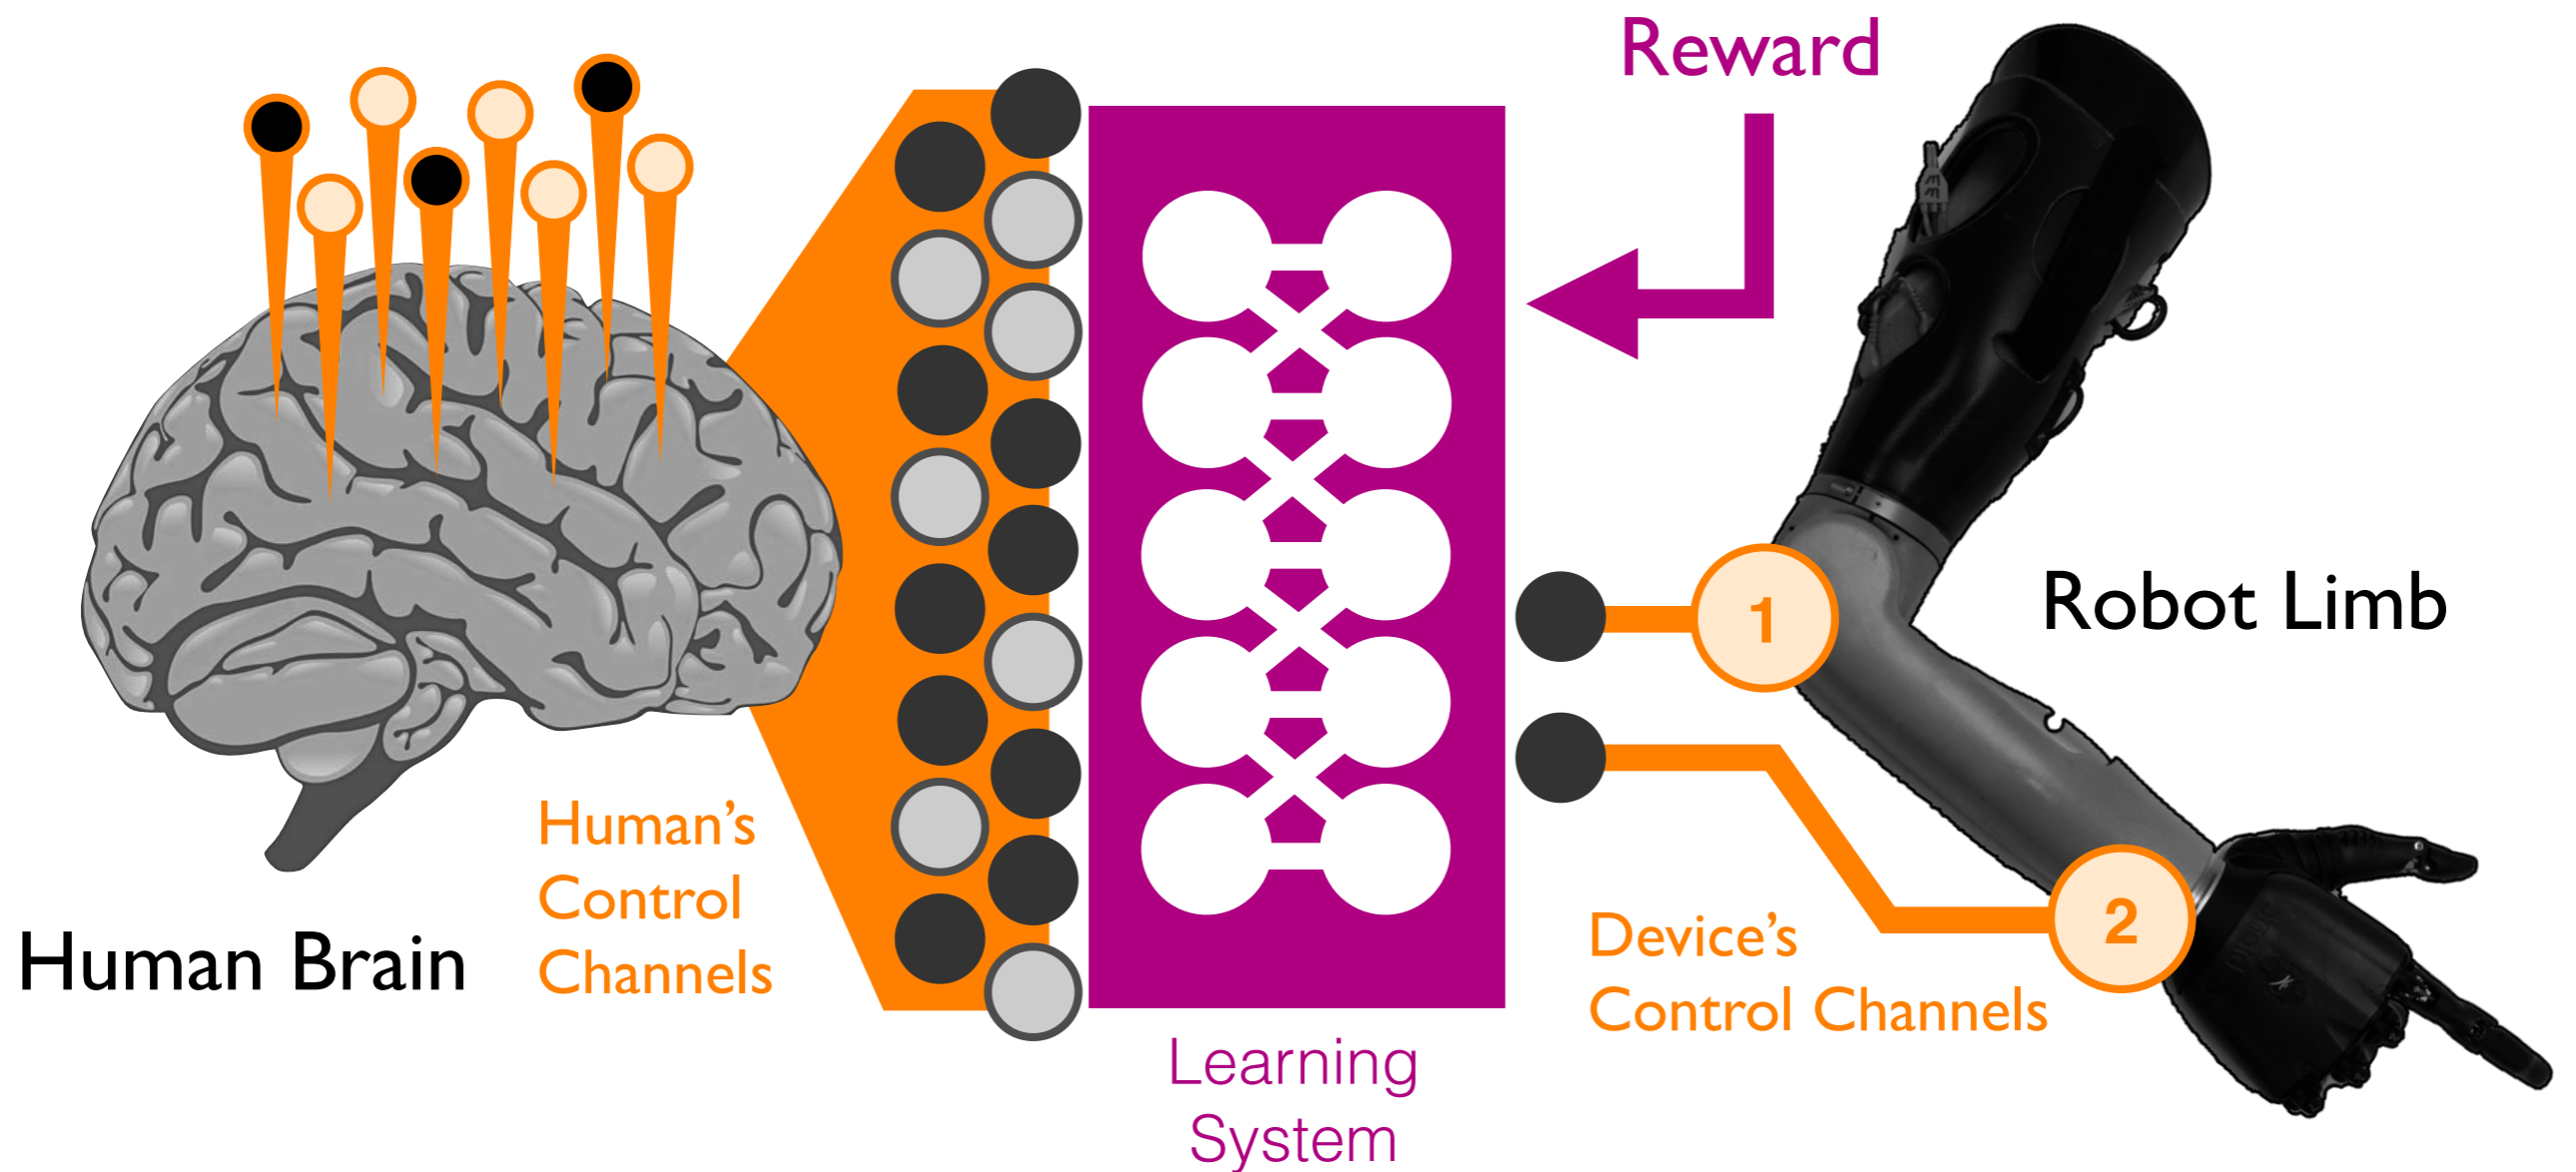 Reward
1
Robot Limb
2
Human's
Control
Channels
Human Brain
Device's
Control Channels
Learning
System